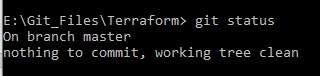 E:\Git_Files\Terraform> git status
On branch master
nothing to commit, working tree clean